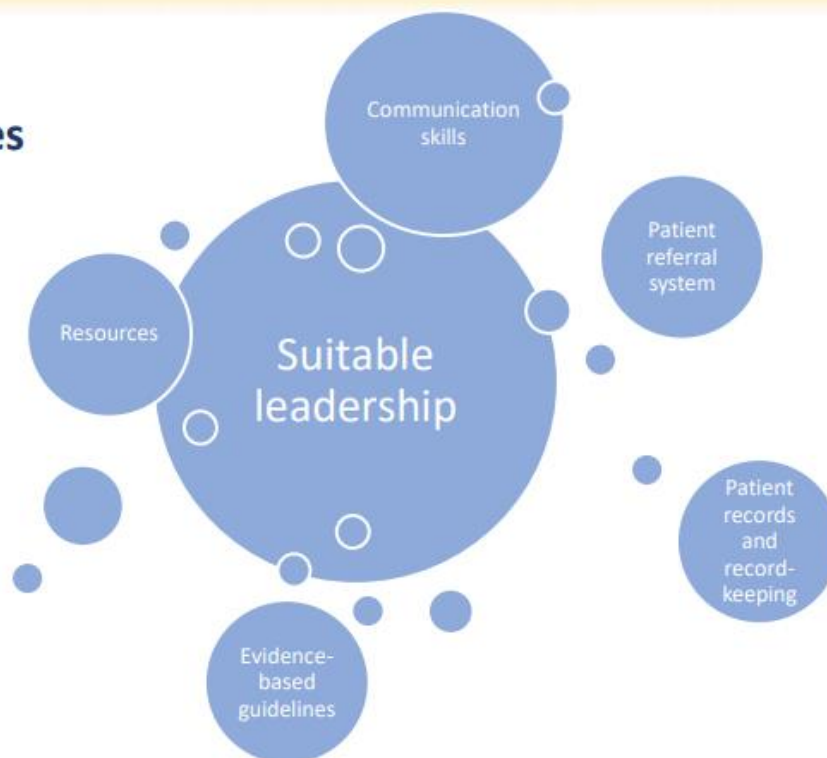 es
Communication
skills
Patient
referral
system
Resources
Suitable
leadership
Patient
records
and
record-
keeping
Evidence-
based
guidelines